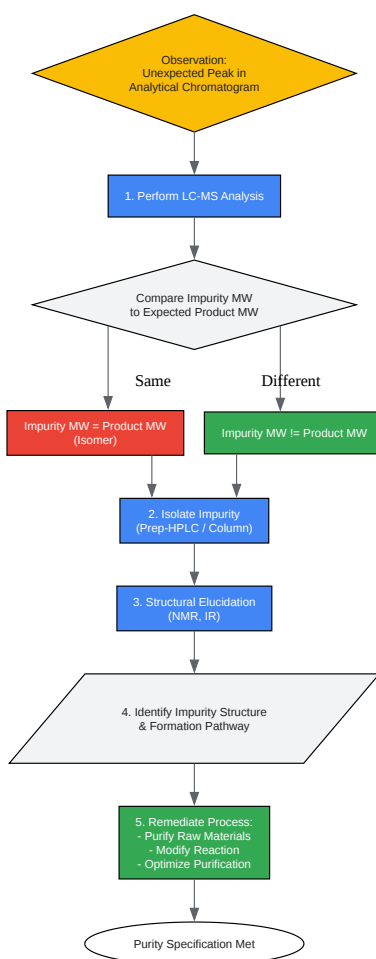 Observation:
Unexpected Peak in
Analytical Chromatogram
1. Perform LC-MS Analysis
Compare Impurity MW
to Expected Product MW
Same
Different
Impurity MW = Product MW
(Isomer)
Impurity MW != Product MW
2. Isolate Impurity
(Prep-HPLC / Column)
3. Structural Elucidation
(NMR, IR)
4. Identify Impurity Structure
& Formation Pathway
5. Remediate Process:
- Purify Raw Materials
- Modify Reaction
- Optimize Purification
Purity Specification Met